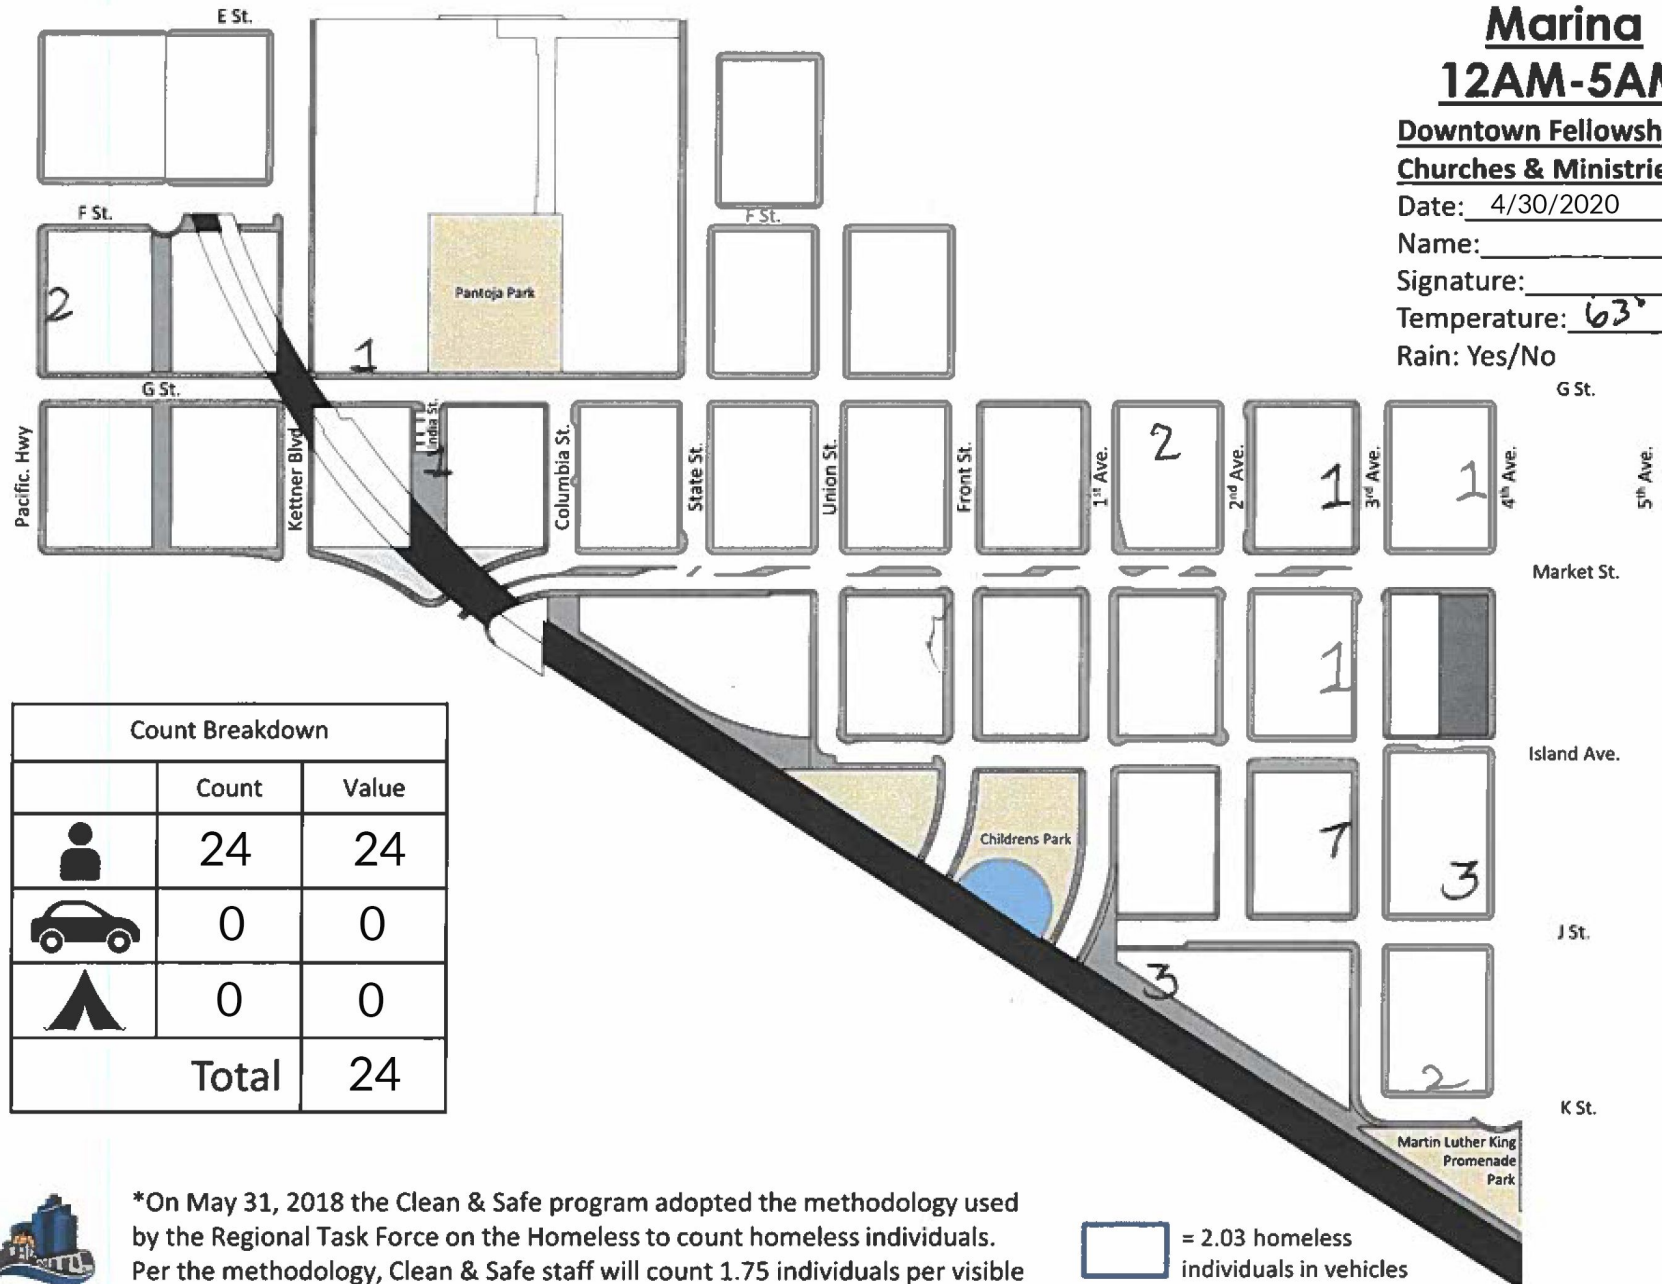 E St.
Marina
12AM-5AM
Downtown Fellowsh
Churches & Ministrie
Date: 4/30/2020
Name:
Signature:
Temperature: 63°
Rain: Yes/No
F St.
F St.
Pantoja Park
2
1
G St.
G St.
Pacific. Hwy
Kettner Blvd
India St.
Columbia St.
State St.
Union St.
Front St.
1st Ave.
2nd Ave.
3rd Ave.
4th Ave.
5th Ave.
1
2
1
1
Market St.
1
Island Ave.
Childrens Park
7
3
J St.
3
2
K St.
Martin Luther King
Promenade
Park
Count Breakdown
Count Value
24 24
0 0
0 0
Total 24
*On May 31, 2018 the Clean & Safe program adopted the methodology used
by the Regional Task Force on the Homeless to count homeless individuals.
Per the methodology, Clean & Safe staff will count 1.75 individuals per visible
= 2.03 homeless
individuals in vehicles